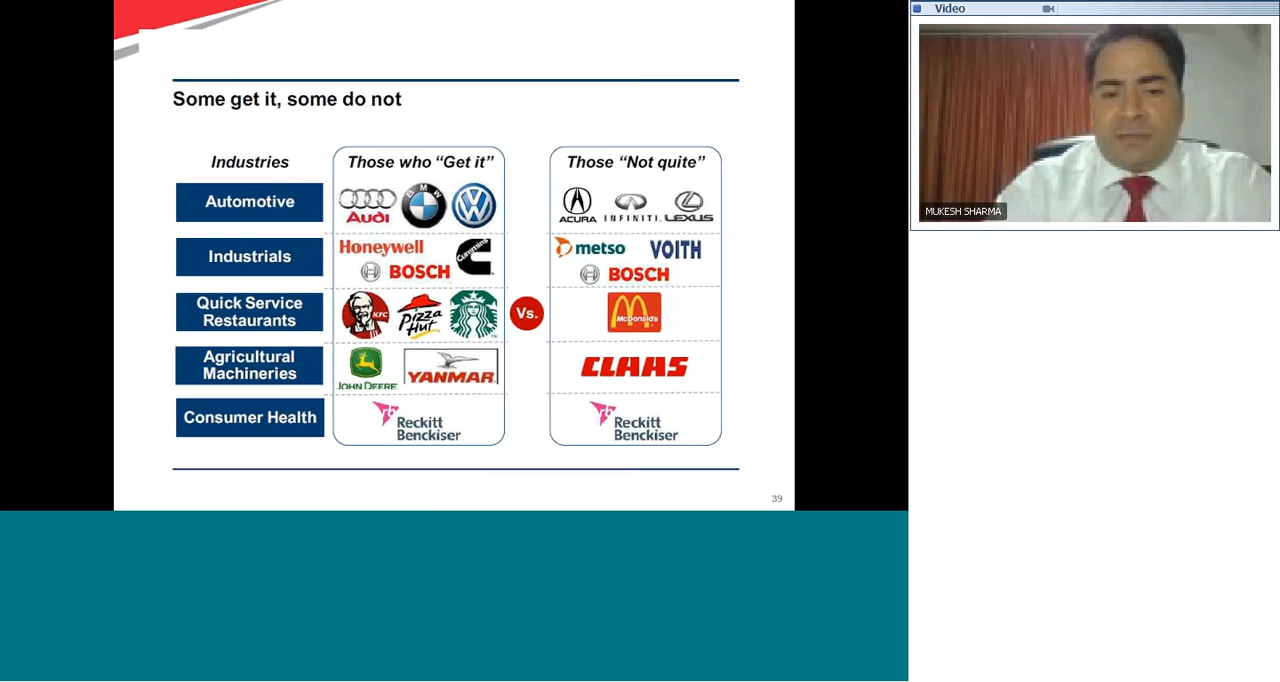 Video
MUKESH SHARMA
Some get it, some do not
Industries
Those who “Get it”
Those “Not quite”
Automotive
Audi
BMW
ACURA
INFINITI
LEXUS
Industrials
Honeywell
Cummins
BOSCH
metso
VOITH
BOSCH
Quick Service
Restaurants
KFC
Pizza
Hut
Vs.
McDonald's
Agricultural
Machineries
JOHN DEERE
YANMAR
CLAAS
Consumer Health
rb
Reckitt
Benckiser
rb
Reckitt
Benckiser
39